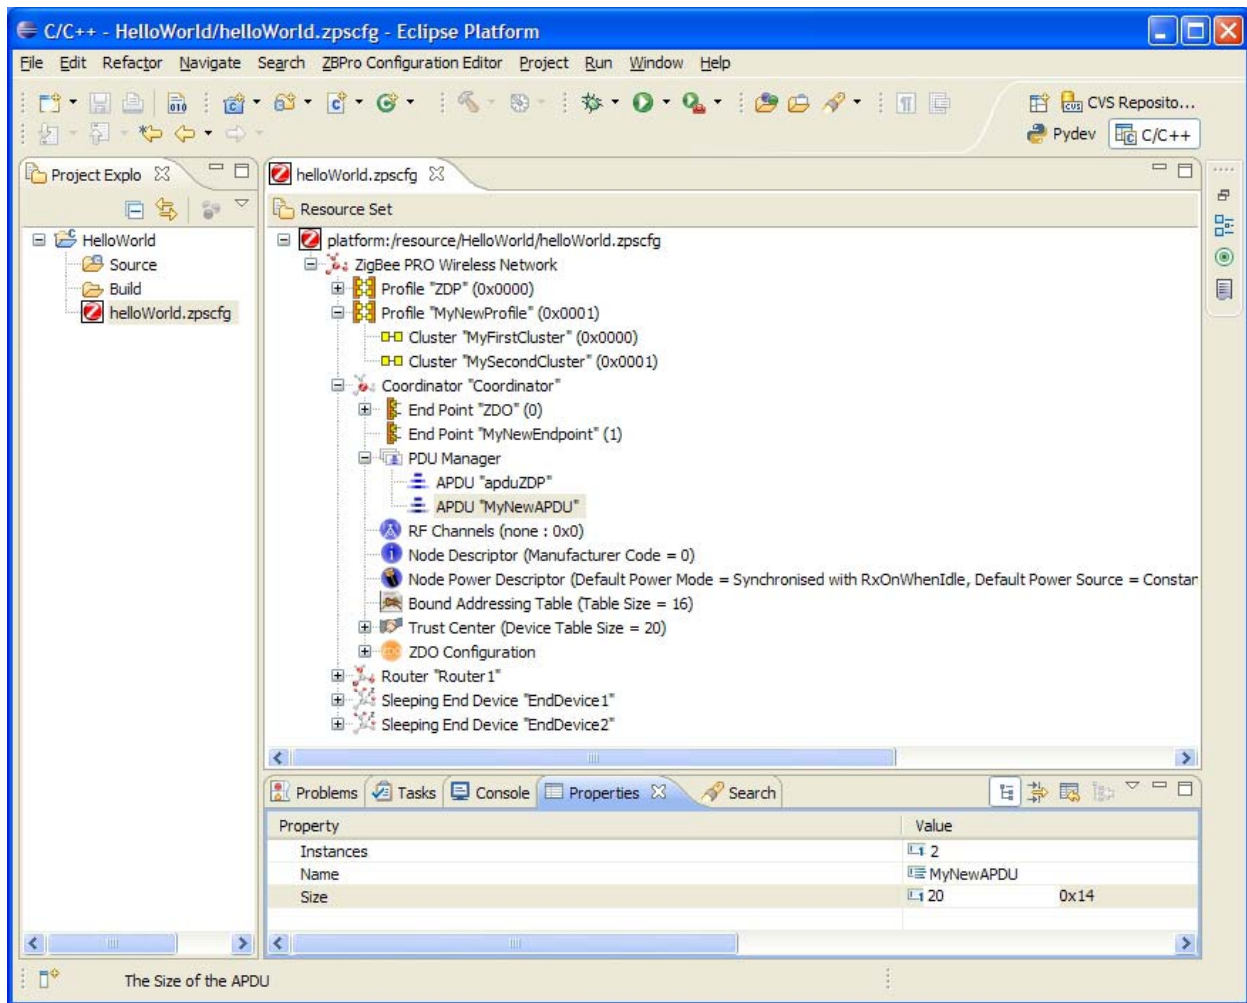 C/C++ - HelloWorld/helloWorld.zpscfg - Eclipse Platform
File Edit Refactor Navigate Search ZBPro Configuration Editor Project Run Window Help
CVS Reposito...
Pydev C/C++
Project Explo
helloWorld.zpscfg
Resource Set
HelloWorld
Source
Build
helloWorld.zpscfg
platform:/resource/HelloWorld/helloWorld.zpscfg
ZigBee PRO Wireless Network
Profile "ZDP" (0x0000)
Profile "MyNewProfile" (0x0001)
Cluster "MyFirstCluster" (0x0000)
Cluster "MySecondCluster" (0x0001)
Coordinator "Coordinator"
End Point "ZDO" (0)
End Point "MyNewEndpoint" (1)
PDU Manager
APDU "apduZDP"
APDU "MyNewAPDU"
RF Channels (none : 0x0)
Node Descriptor (Manufacturer Code = 0)
Node Power Descriptor (Default Power Mode = Synchronised with RxOnWhenIdle, Default Power Source = Constan
Bound Addressing Table (Table Size = 16)
Trust Center (Device Table Size = 20)
ZDO Configuration
Router "Router1"
Sleeping End Device "EndDevice1"
Sleeping End Device "EndDevice2"
Problems Tasks Console Properties Search
Property Value
Instances 2
Name MyNewAPDU
Size 20 0x14
The Size of the APDU